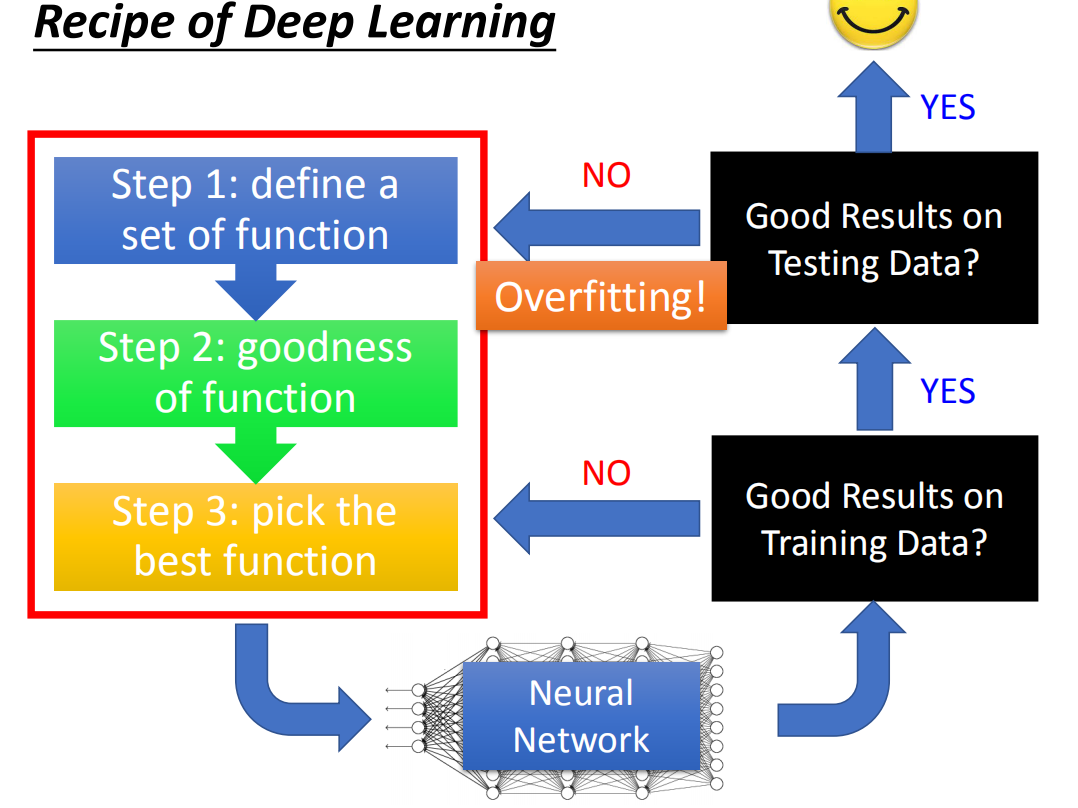 Recipe of Deep Learning
YES
NO
Step 1: define a
set of function
Good Results on
Testing Data?
Overfitting!
Step 2: goodness
of function
YES
NO
Step 3: pick the
best function
Good Results on
Training Data?
Neural
Network